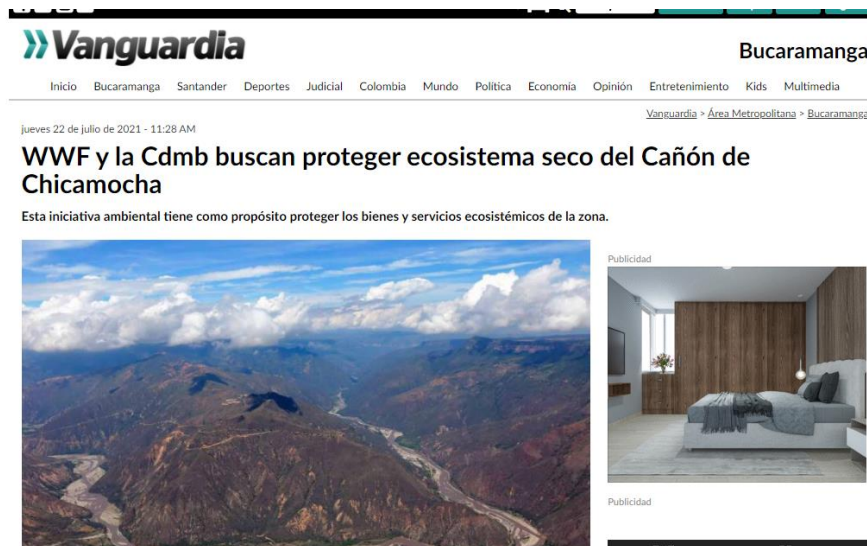 Vanguardia
Bucaramanga
Inicio Bucaramanga Santander Deportes Judicial Colombia Mundo Política Economía Opinión Entretenimiento Kids Multimedia
Vanguardia > Área Metropolitana > Bucaramanga
jueves 22 de julio de 2021 - 11:28 AM
WWF y la Cdmb buscan proteger ecosistema seco del Cañón de
Chicamocha
Esta iniciativa ambiental tiene como propósito proteger los bienes y servicios ecosistémicos de la zona.
Publicidad
Publicidad